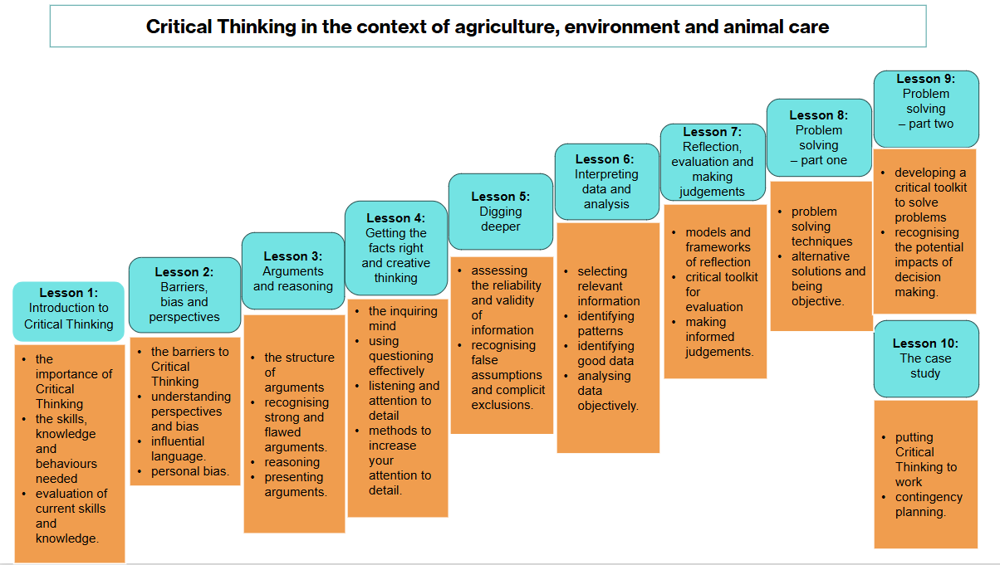 Critical Thinking in the context of agriculture, environment and animal care
Lesson 1:
Introduction to
Critical Thinking
• the
importance of
Critical
Thinking
• the skills,
knowledge
and
behaviours
needed
• evaluation of
current skills
and
knowledge.
Lesson 2:
Barriers,
bias and
perspectives
• the barriers to
Critical
Thinking
• understanding
perspectives
and bias
• influential
language.
• personal bias.
Lesson 3:
Arguments
and reasoning
• the structure
of
arguments
• recognising
strong and
flawed
arguments.
• reasoning
• presenting
arguments.
Lesson 4:
Getting the
facts right
and creative
thinking
• the inquiring
mind
• using
questioning
effectively
• listening and
attention to
detail
• methods to
increase
your
attention to
detail.
Lesson 5:
Digging
deeper
• assessing
the reliability
and validity
of
information
• recognising
false
assumptions
and complicit
exclusions.
Lesson 6:
Interpreting
data and
analysis
• selecting
relevant
information
• identifying
patterns
• identifying
good data
• analysing
data
objectively.
Lesson 7:
Reflection,
evaluation and
making
judgements
• models and
frameworks
of reflection
• critical toolkit
for
evaluation
• making
informed
judgements.
Lesson 8:
Problem
solving
– part one
• problem
solving
techniques
• alternative
solutions and
being
objective.
Lesson 9:
Problem
solving
– part two
• developing a
critical toolkit
to solve
problems
• recognising
the potential
impacts of
decision
making.
Lesson 10:
The case
study
• putting
Critical
Thinking to
work
• contingency
planning.